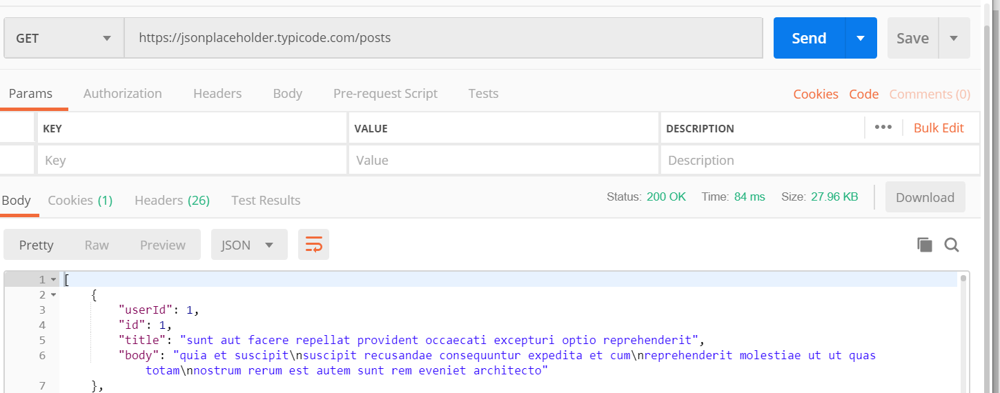 GET https://jsonplaceholder.typicode.com/posts Send Save
Params Authorization Headers Body Pre-request Script Tests Cookies Code Comments (0)
KEY VALUE DESCRIPTION ••• Bulk Edit
Key Value Description
Body Cookies (1) Headers (26) Test Results Status: 200 OK Time: 84 ms Size: 27.96 KB Download
Pretty Raw Preview JSON
1 [
2 {
3 "userId": 1,
4 "id": 1,
5 "title": "sunt aut facere repellat provident occaecati excepturi optio reprehenderit",
6 "body": "quia et suscipit\nsuscipit recusandae consequuntur expedita et cum\nreprehenderit molestiae ut ut quas
totam\nnostrum rerum est autem sunt rem eveniet architecto"
7 },